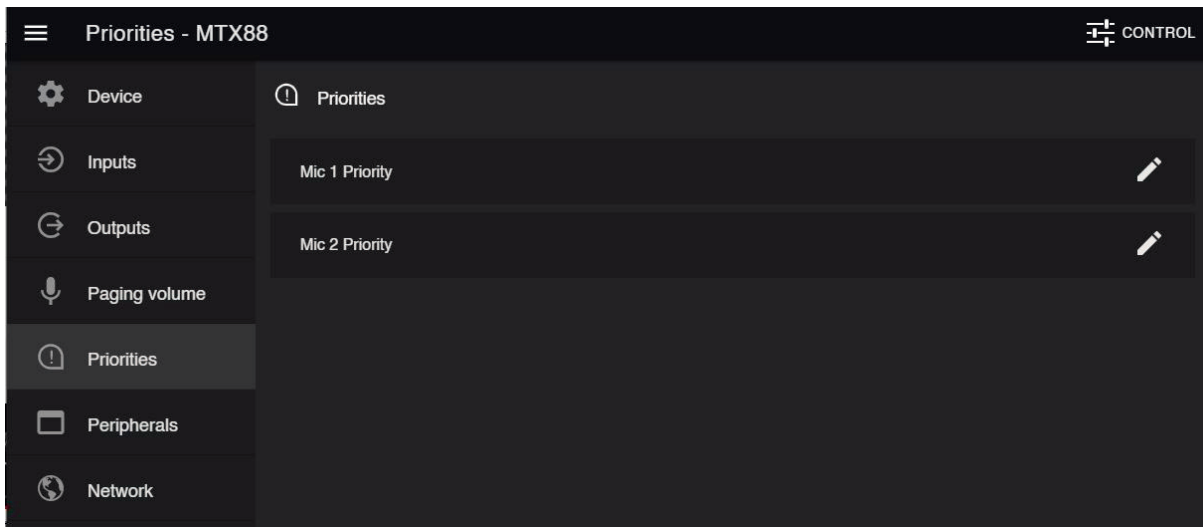 Priorities - MTX88
CONTROL
Device
Inputs
Outputs
Paging volume
Priorities
Peripherals
Network
Priorities
Mic 1 Priority
Mic 2 Priority